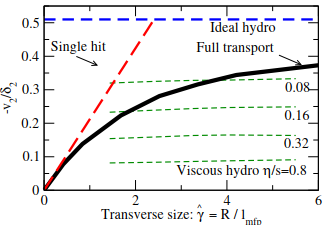 0.5
0.4
0.3
0.2
0.1
0
-v2/δ2
Ideal hydro
Single hit
Full transport
0.08
0.16
0.32
Viscous hydro η/s=0.8
0 2 4 6
Transverse size: γ̂ = R / lmfp